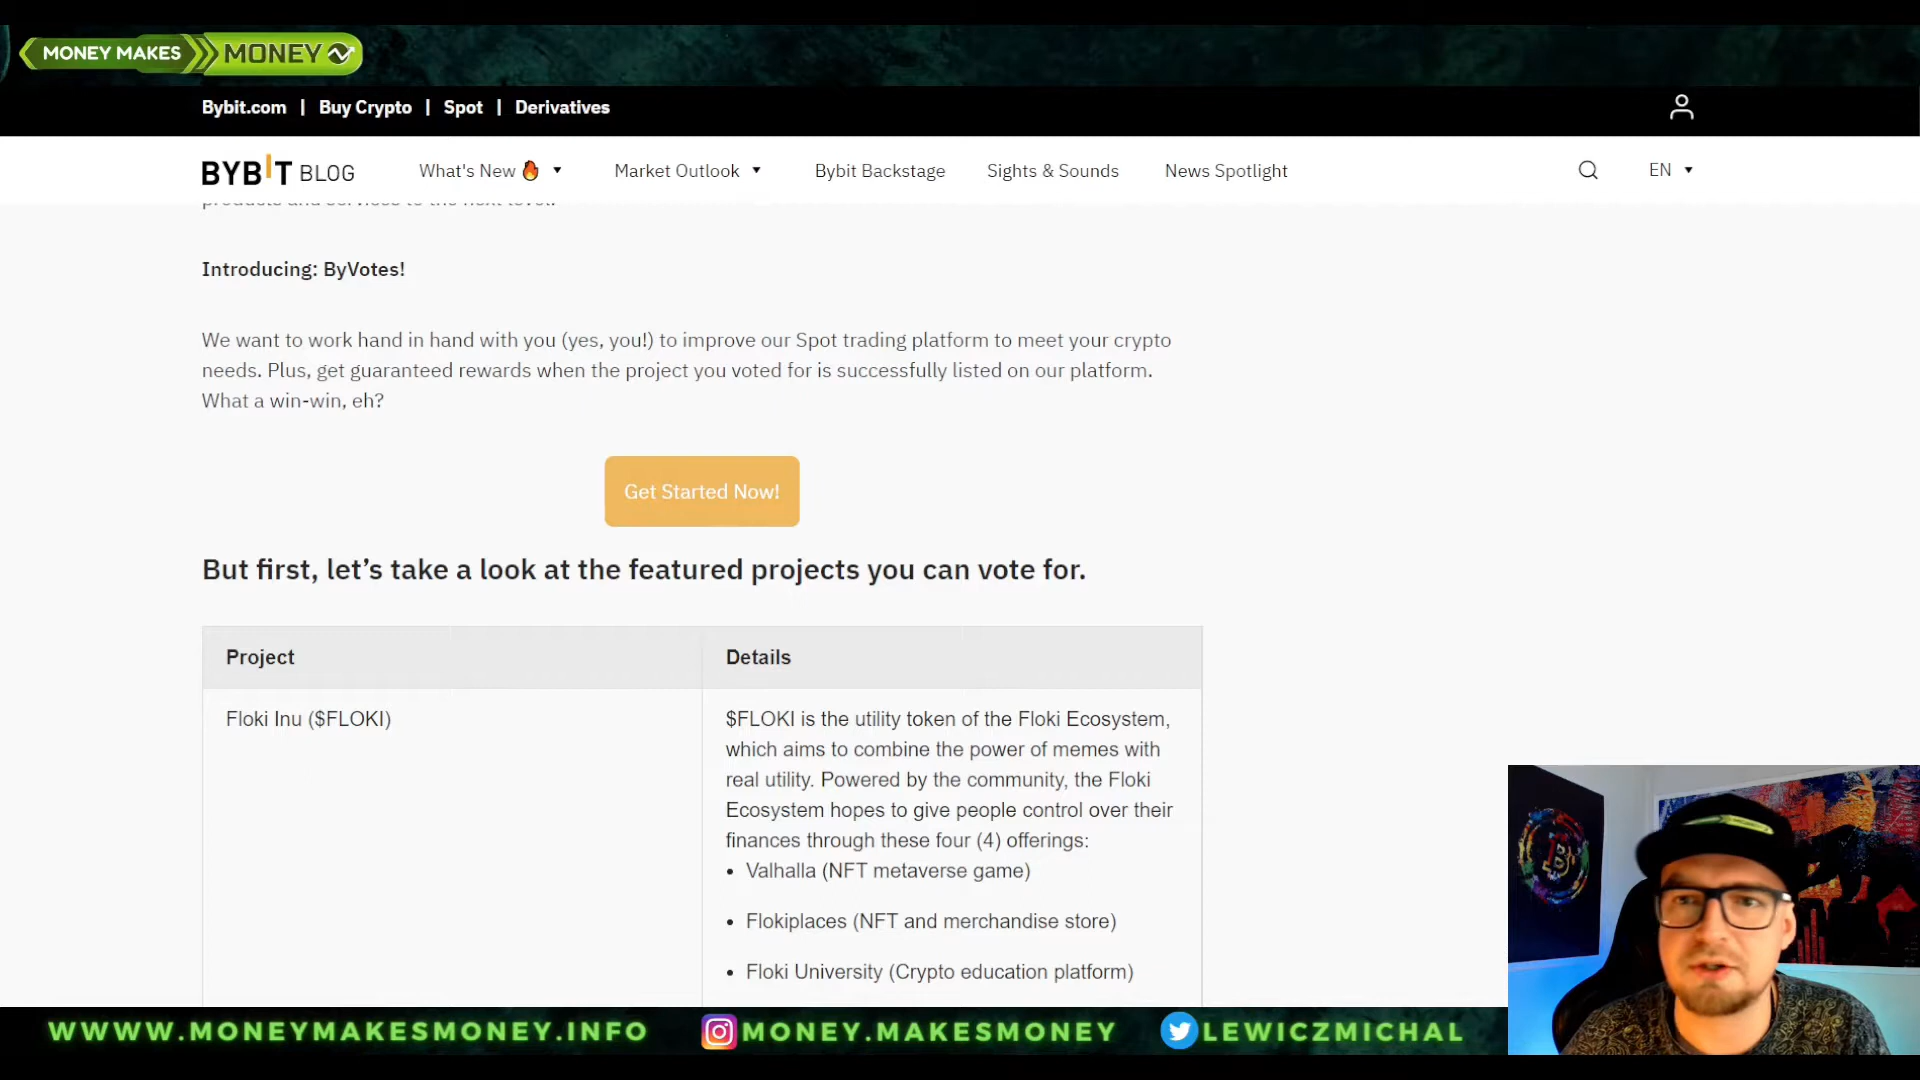 MONEY MAKES MONEY
Bybit.com | Buy Crypto | Spot | Derivatives
BYBIT BLOG
What's New 🔥
Market Outlook
Bybit Backstage
Sights & Sounds
News Spotlight
EN
products and services to the next level.
Introducing: ByVotes!
We want to work hand in hand with you (yes, you!) to improve our Spot trading platform to meet your crypto
needs. Plus, get guaranteed rewards when the project you voted for is successfully listed on our platform.
What a win-win, eh?
Get Started Now!
But first, let’s take a look at the featured projects you can vote for.
Project
Details
Floki Inu ($FLOKI)
$FLOKI is the utility token of the Floki Ecosystem,
which aims to combine the power of memes with
real utility. Powered by the community, the Floki
Ecosystem hopes to give people control over their
finances through these four (4) offerings:
• Valhalla (NFT metaverse game)
• Flokiplaces (NFT and merchandise store)
• Floki University (Crypto education platform)
WWWW.MONEYMAKESMONEY.INFO
MONEY.MAKESMONEY
LEWICZMICHAL